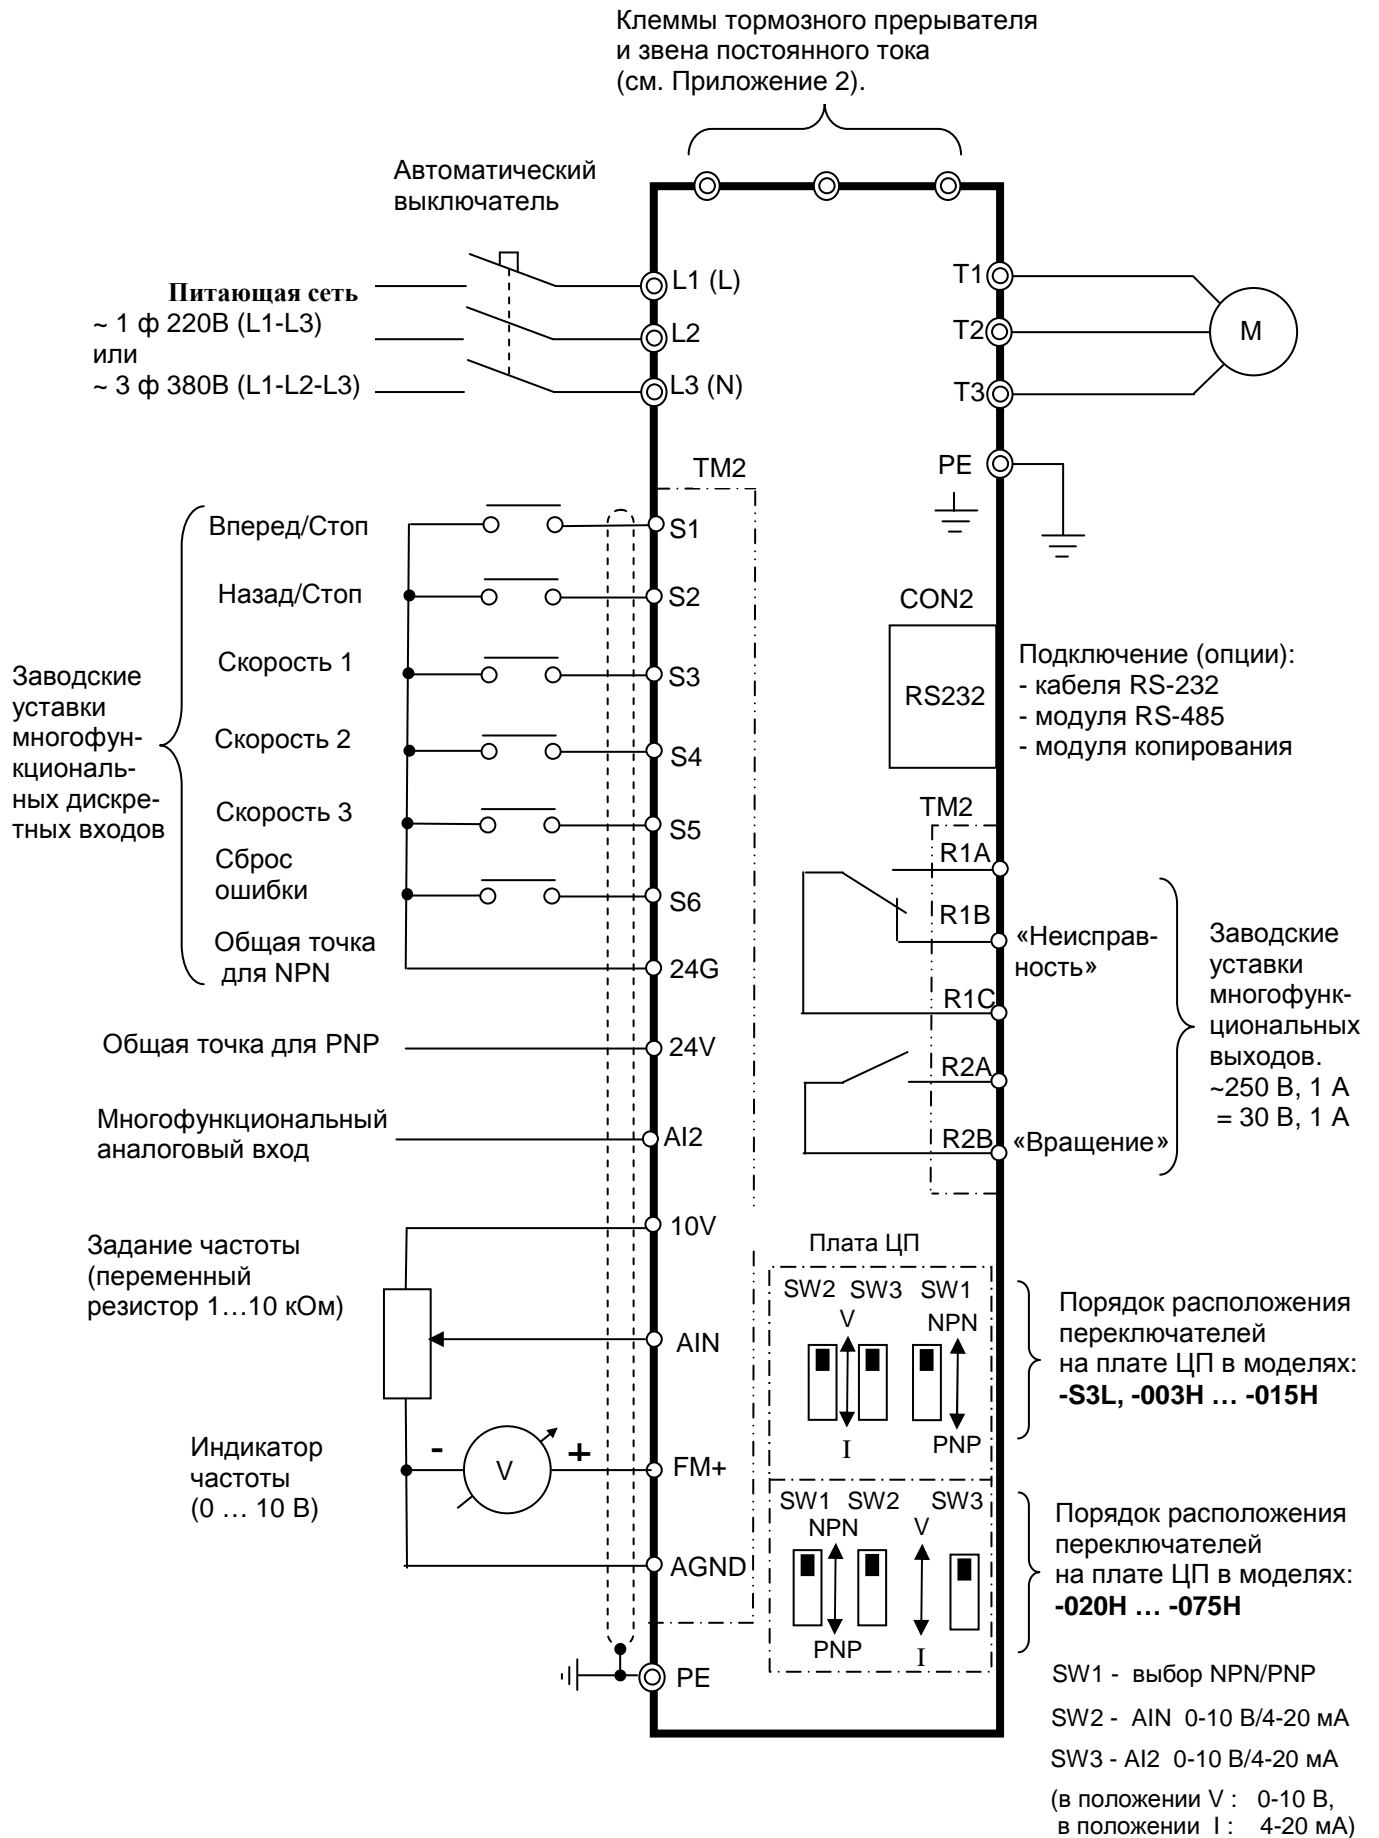 Клеммы тормозного прерывателя
и звена постоянного тока
(см. Приложение 2).
Автоматический
выключатель
Питающая сеть
~ 1 ф 220В (L1-L3)
или
~ 3 ф 380В (L1-L2-L3)
L1 (L)
L2
L3 (N)
T1
T2
T3
M
PE
TM2
Заводские
уставки
многофун-
кциональ-
ных дискре-
тных входов
Вперед/Стоп
Назад/Стоп
Скорость 1
Скорость 2
Скорость 3
Сброс
ошибки
Общая точка
для NPN
S1
S2
S3
S4
S5
S6
24G
Общая точка для PNP
24V
Многофункциональный
аналоговый вход
AI2
Задание частоты
(переменный
резистор 1…10 кОм)
10V
AIN
Индикатор
частоты
(0 … 10 В)
-
V
+
FM+
AGND
PE
CON2
RS232
Подключение (опции):
- кабеля RS-232
- модуля RS-485
- модуля копирования
TM2
R1A
R1B
R1C
R2A
R2B
«Неисправ-
ность»
«Вращение»
Заводские
уставки
многофунк-
циональных
выходов.
~250 В, 1 А
= 30 В, 1 А
Плата ЦП
SW2 SW3 SW1
V NPN
I PNP
Порядок расположения
переключателей
на плате ЦП в моделях:
-S3L, -003H … -015H
SW1 SW2 SW3
NPN V
PNP I
Порядок расположения
переключателей
на плате ЦП в моделях:
-020H … -075H
SW1 - выбор NPN/PNP
SW2 - AIN 0-10 В/4-20 мА
SW3 - AI2 0-10 В/4-20 мА
(в положении V : 0-10 В,
в положении I : 4-20 мА)